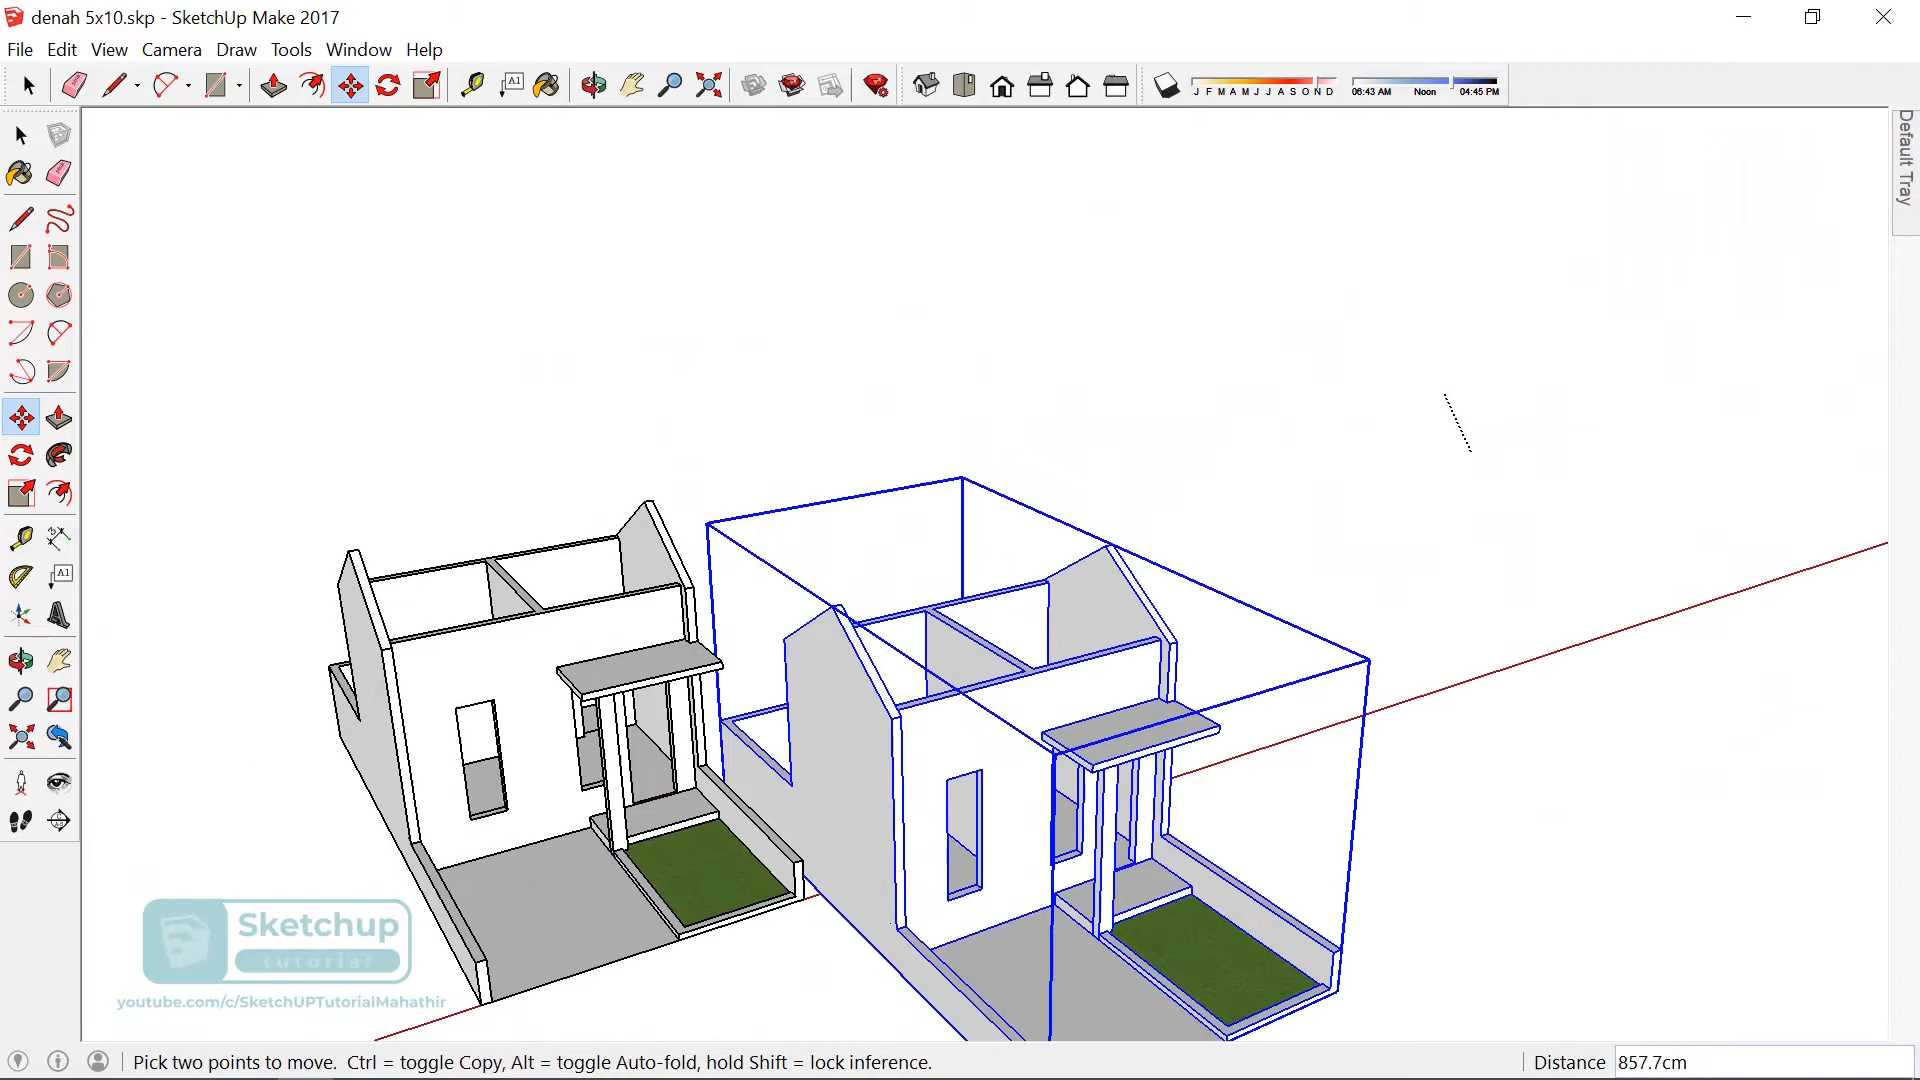 denah 5x10.skp - SketchUp Make 2017
File Edit View Camera Draw Tools Window Help
A1
J F M A M J J A S O N D
06:43 AM Noon 04:45 PM
Default Tray
A1
Sketchup
tutorial
youtube.com/c/SketchUPTutorialMahathir
Pick two points to move. Ctrl = toggle Copy, Alt = toggle Auto-fold, hold Shift = lock inference.
Distance 857.7cm